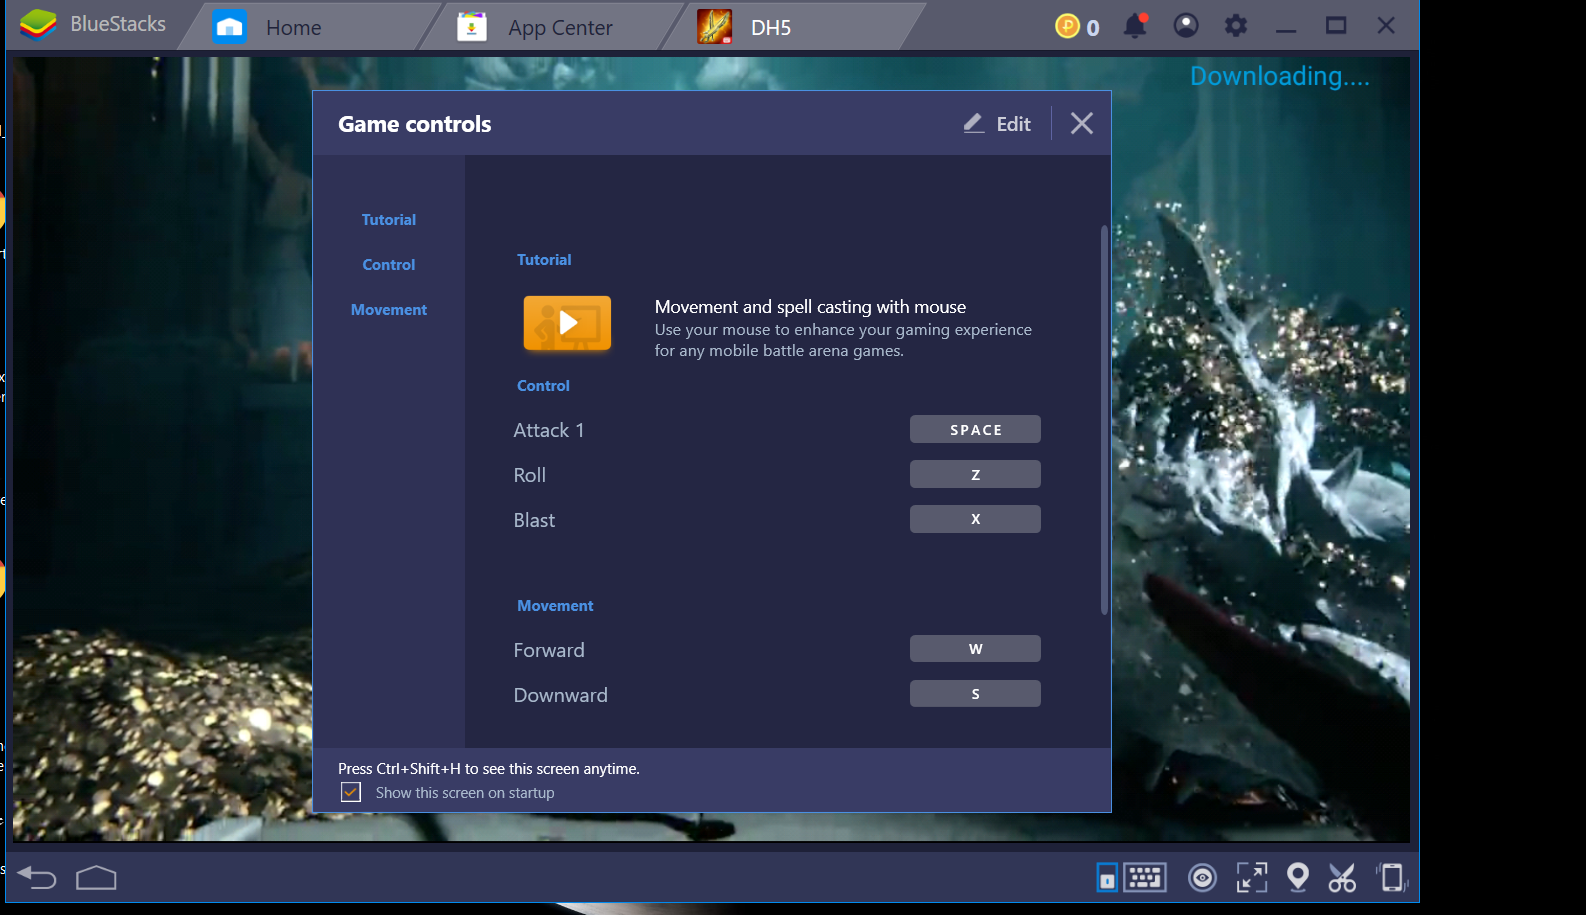 BlueStacks
Home
App Center
DH5
0
Downloading....
Game controls
Edit
Tutorial
Control
Movement
Tutorial
Movement and spell casting with mouse
Use your mouse to enhance your gaming experience
for any mobile battle arena games.
Control
Attack 1
SPACE
Roll
Z
Blast
X
Movement
Forward
W
Downward
S
Press Ctrl+Shift+H to see this screen anytime.
Show this screen on startup